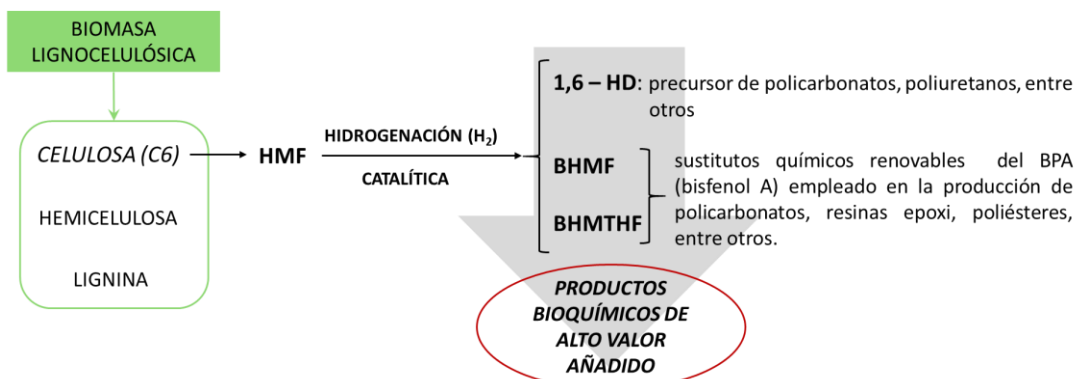 BIOMASA
LIGNOCELULÓSICA
CELULOSA (C6)
HEMICELULOSA
LIGNINA
HMF
HIDROGENACIÓN (H₂)
CATALÍTICA
1,6 – HD: precursor de policarbonatos, poliuretanos, entre
otros
BHMF
BHMTHF
sustitutos químicos renovables del BPA
(bisfenol A) empleado en la producción de
policarbonatos, resinas epoxi, poliésteres,
entre otros.
PRODUCTOS
BIOQUÍMICOS DE
ALTO VALOR
AÑADIDO